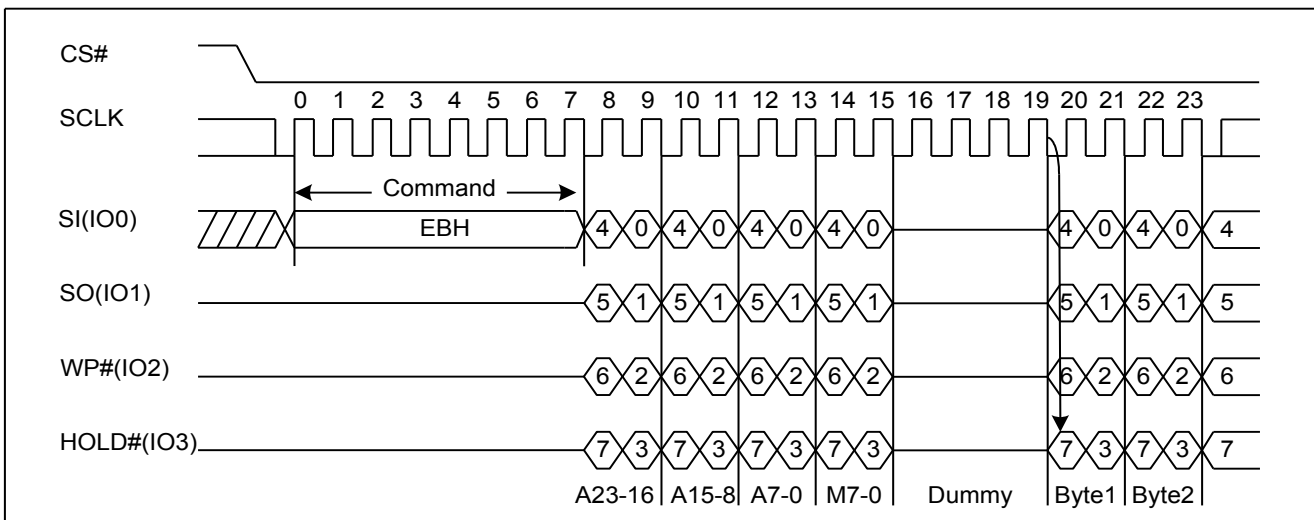 CS#
0 1 2 3 4 5 6 7 8 9 10 11 12 13 14 15 16 17 18 19 20 21 22 23
SCLK
Command
SI(IO0) EBH 4 0 4 0 4 0 4 0 4 0 4 0 4
SO(IO1) 5 1 5 1 5 1 5 1 5 1 5 1 5
WP#(IO2) 6 2 6 2 6 2 6 2 6 2 6 2 6
HOLD#(IO3) 7 3 7 3 7 3 7 3 7 3 7 3 7
A23-16 A15-8 A7-0 M7-0 Dummy Byte1 Byte2